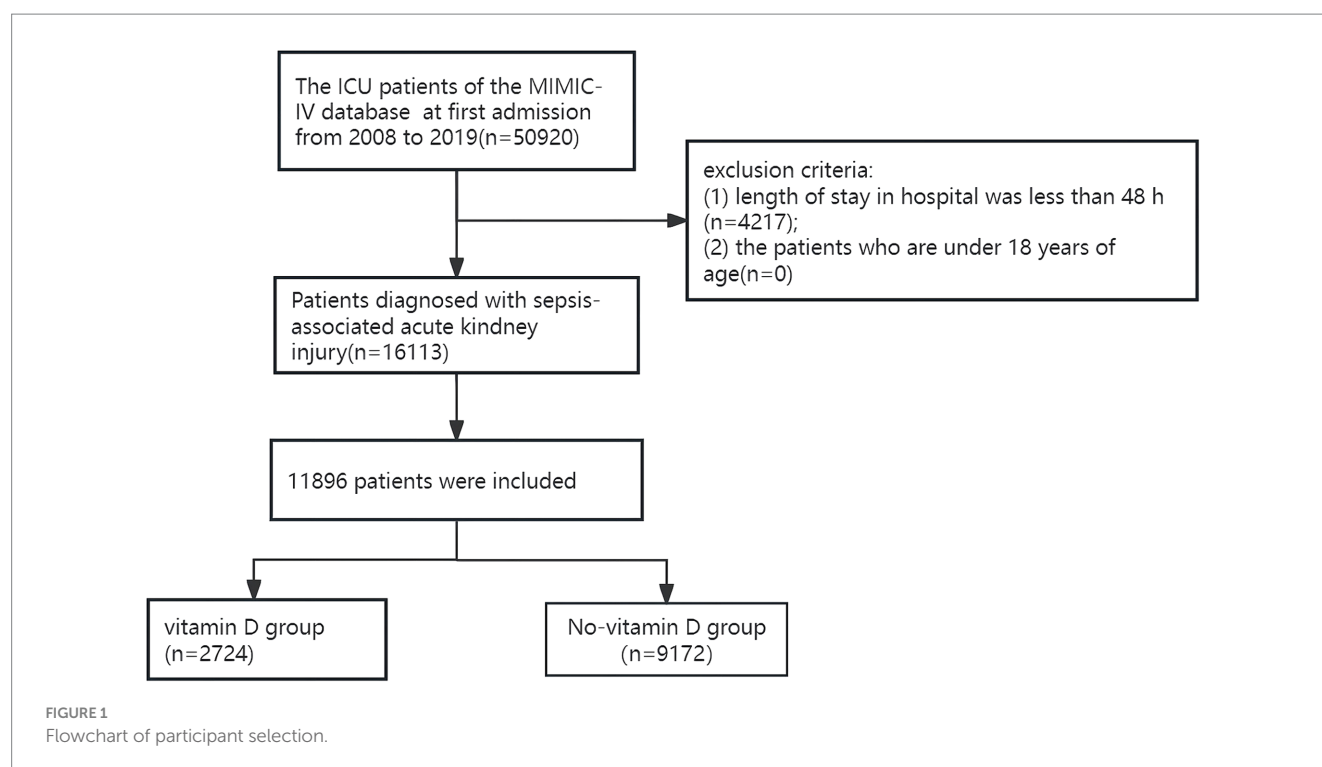 The ICU patients of the MIMIC-
IV database  at first admission
from 2008 to 2019(n=50920)
exclusion criteria:
(1) length of stay in hospital was less than 48 h
(n=4217);
(2) the patients who are under 18 years of
age(n=0)
Patients diagnosed with sepsis-
associated acute kindney
injury(n=16113)
11896 patients were included
vitamin D group
(n=2724)
No-vitamin D group
(n=9172)
FIGURE 1
Flowchart of participant selection.